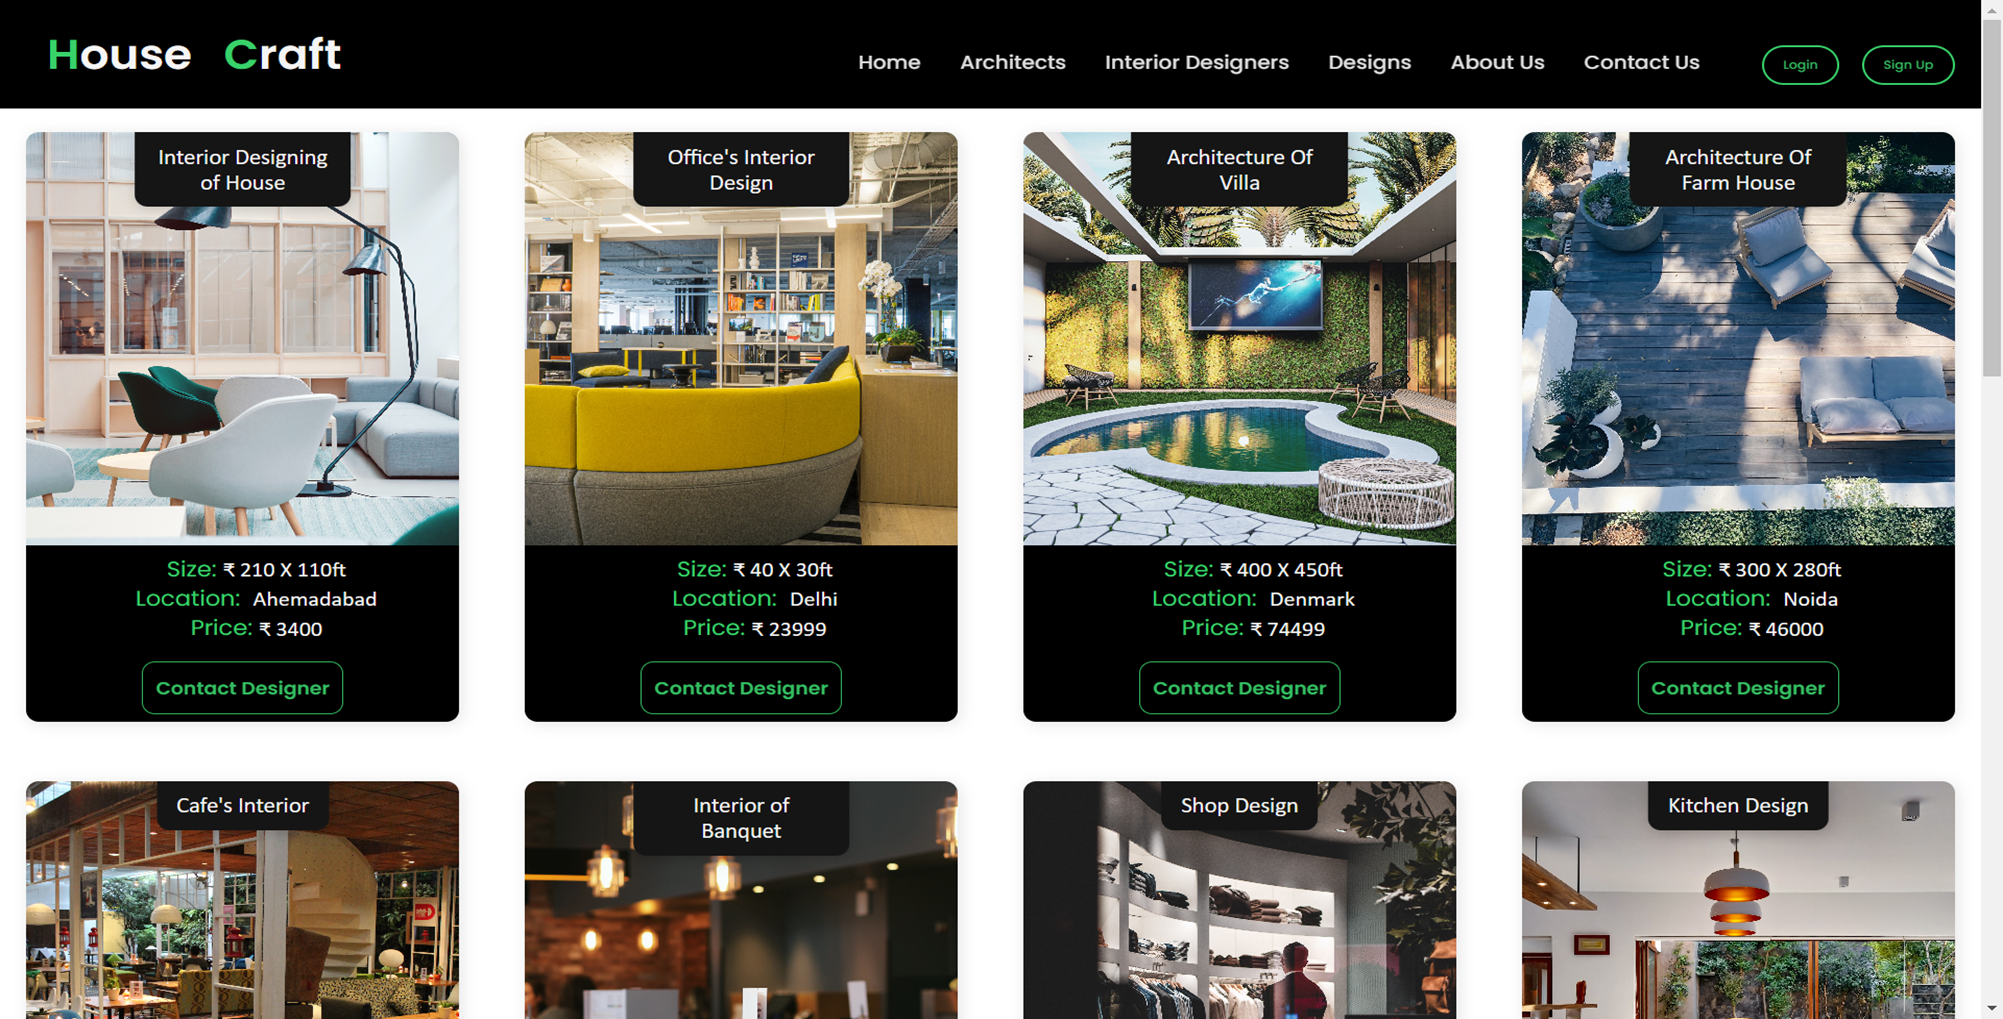 House Craft
Home Architects Interior Designers Designs About Us Contact Us Login Sign Up
Interior Designing
of House
Size: ₹ 210 X 110ft
Location: Ahemadabad
Price: ₹ 3400
Contact Designer
Office's Interior
Design
Size: ₹ 40 X 30ft
Location: Delhi
Price: ₹ 23999
Contact Designer
Architecture Of
Villa
Size: ₹ 400 X 450ft
Location: Denmark
Price: ₹ 74499
Contact Designer
Architecture Of
Farm House
Size: ₹ 300 X 280ft
Location: Noida
Price: ₹ 46000
Contact Designer
Cafe's Interior
Interior of
Banquet
Shop Design
Kitchen Design